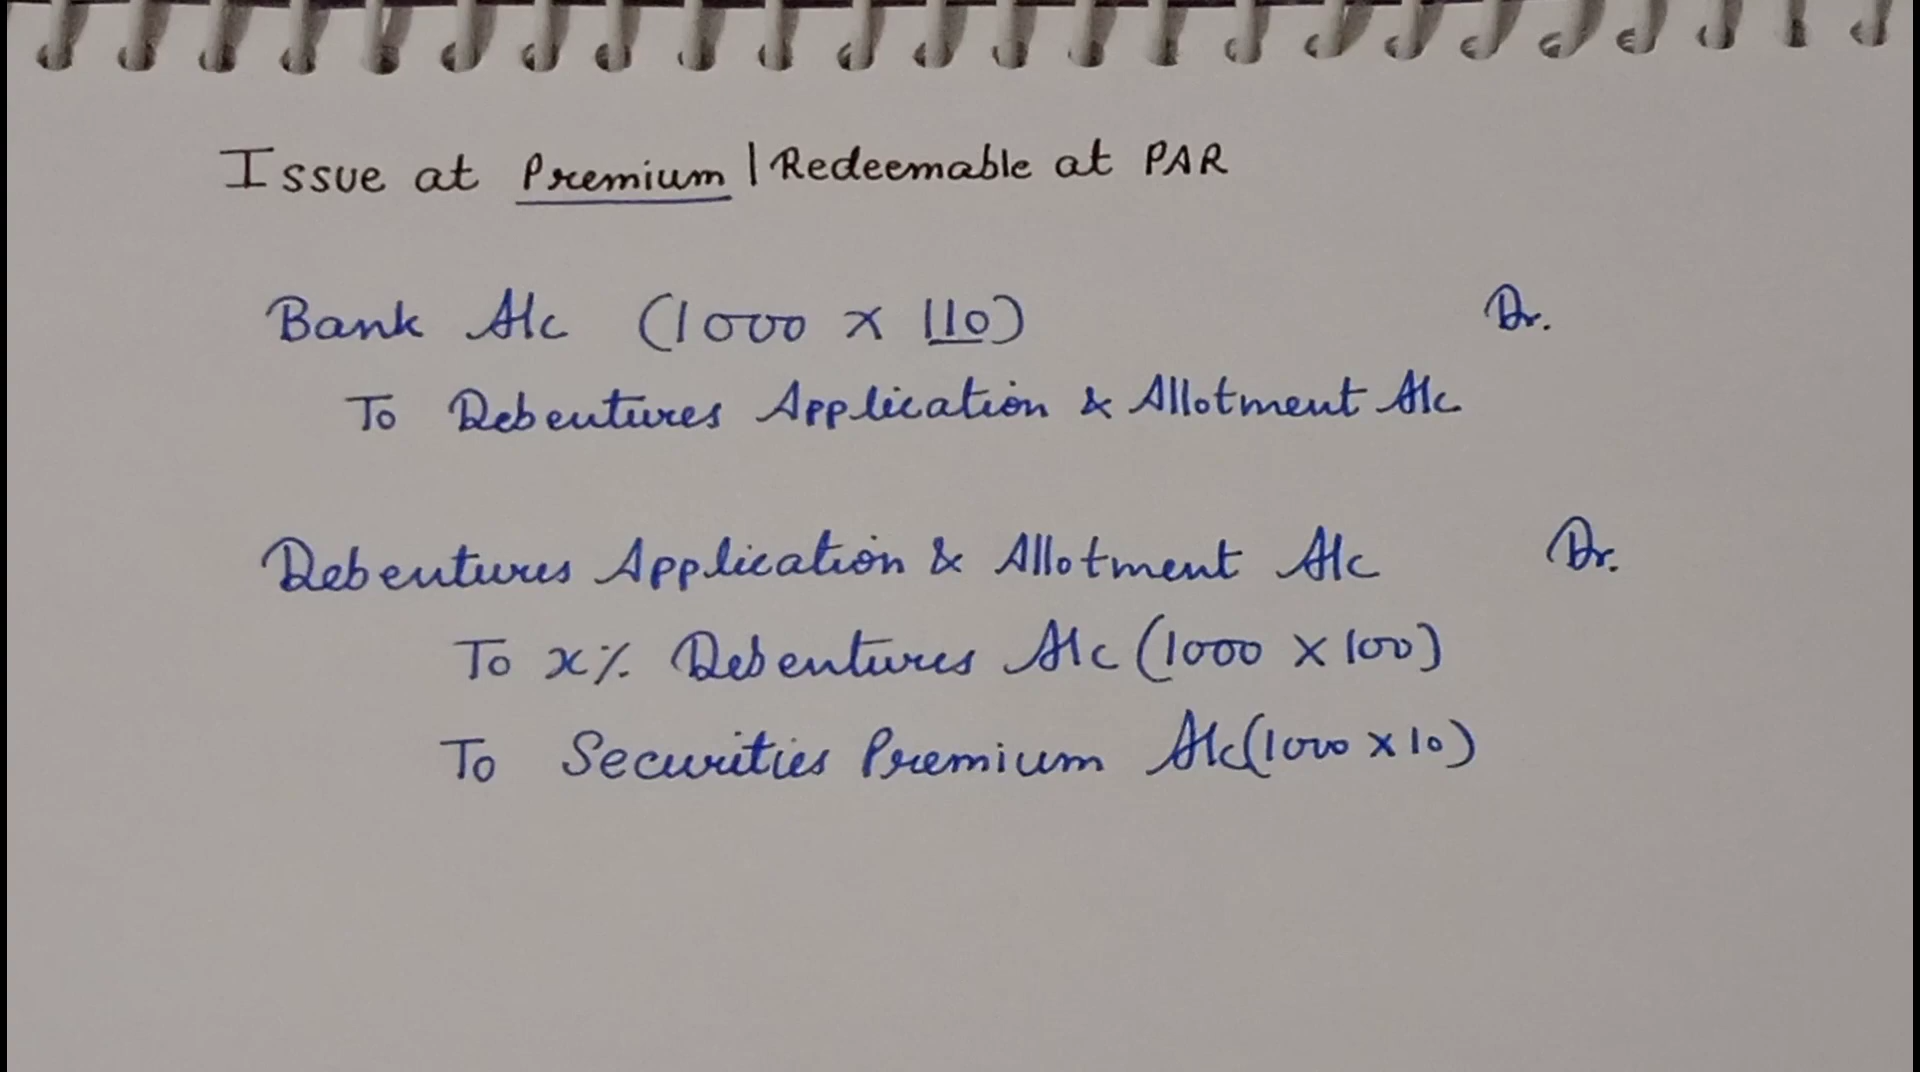 Issue at Premium | Redeemable at PAR
Bank A/c (1000 x 110) Dr.
To Debentures Application & Allotment A/c
Debentures Application & Allotment A/c Dr.
To x% Debentures A/c (1000 x 100)
To Securities Premium A/c (1000 x 10)